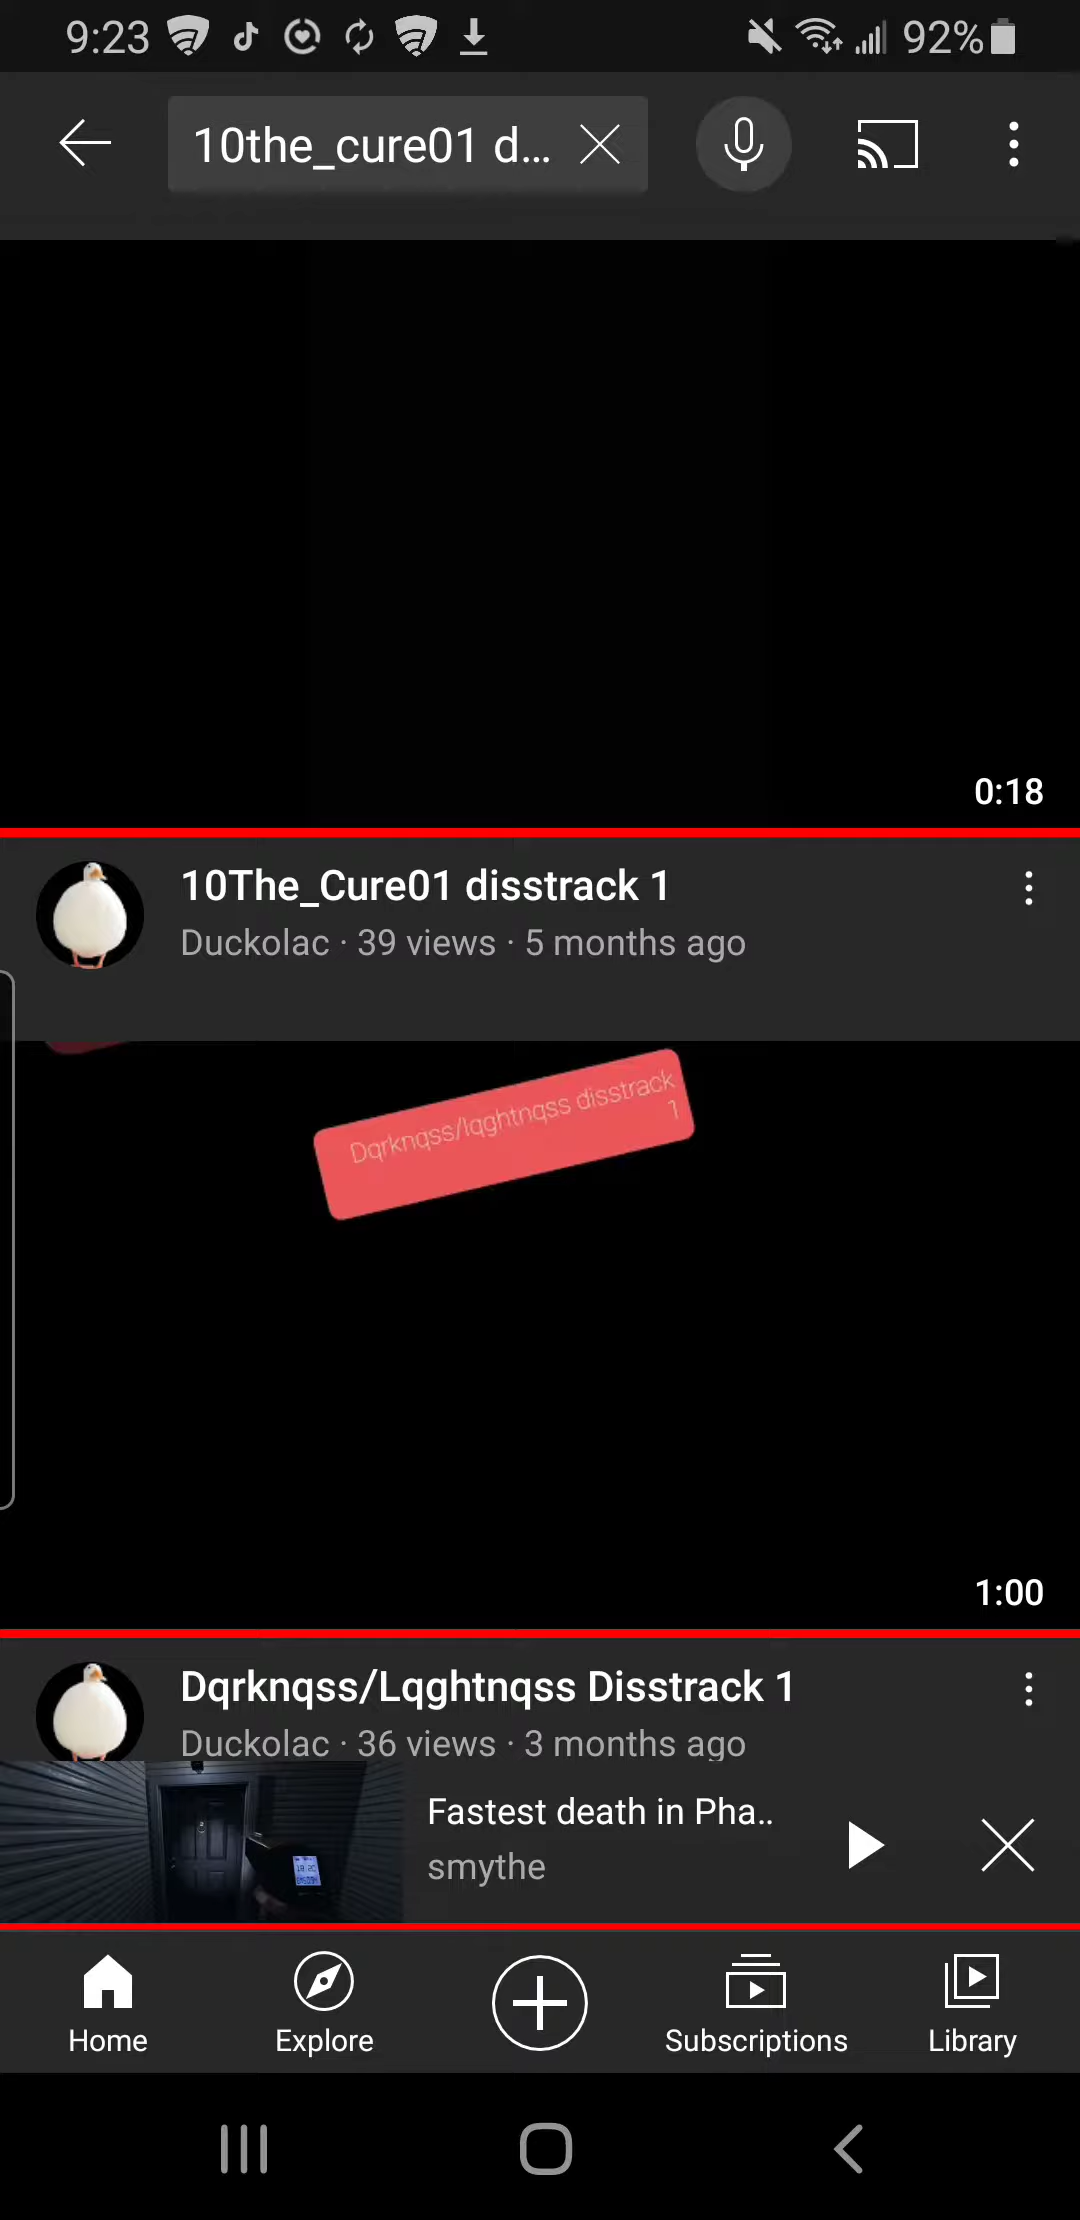 9:23
92%
10the_cure01 d...
0:18
10The_Cure01 disstrack 1
Duckolac · 39 views · 5 months ago
Dqrknqss/lqghtnqss disstrack
1
1:00
Dqrknqss/Lqghtnqss Disstrack 1
Duckolac · 36 views · 3 months ago
Fastest death in Pha..
smythe
Home
Explore
Subscriptions
Library